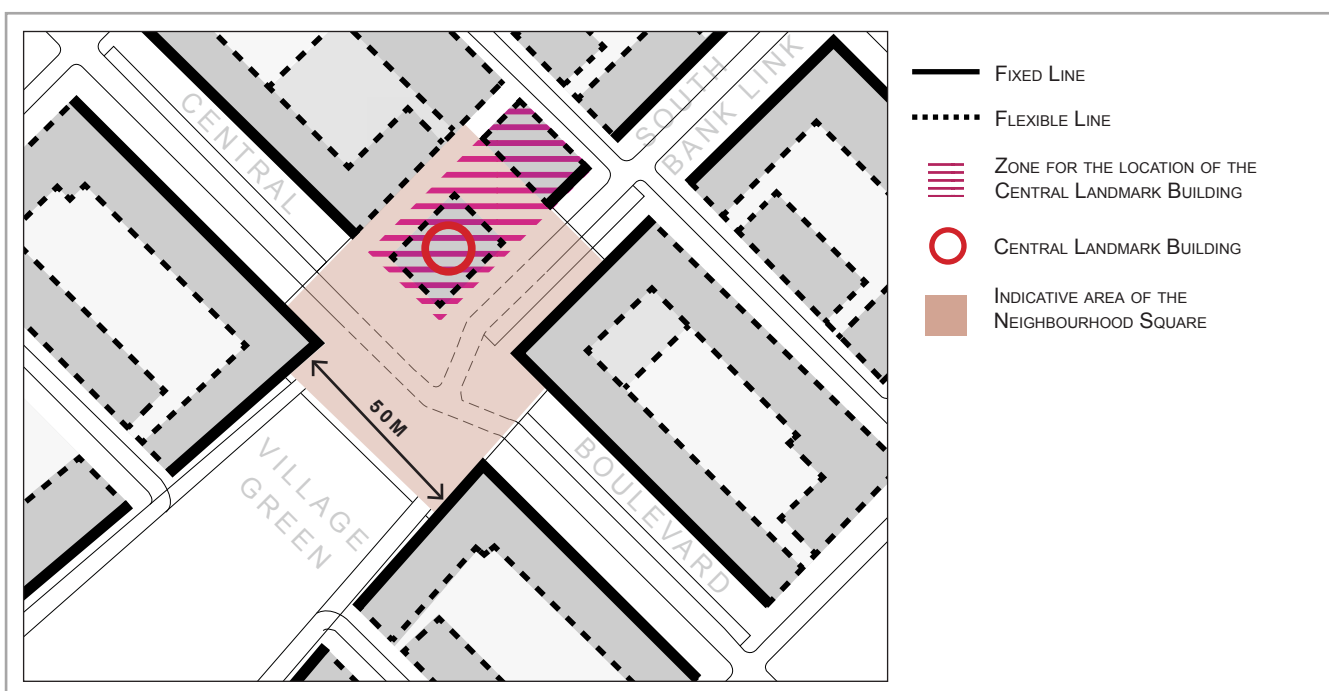 CENTRAL
SOUTH
BANK LINK
50M
VILLAGE
GREEN
BOULEVARD
FIXED LINE
FLEXIBLE LINE
ZONE FOR THE LOCATION OF THE
CENTRAL LANDMARK BUILDING
CENTRAL LANDMARK BUILDING
INDICATIVE AREA OF THE
NEIGHBOURHOOD SQUARE